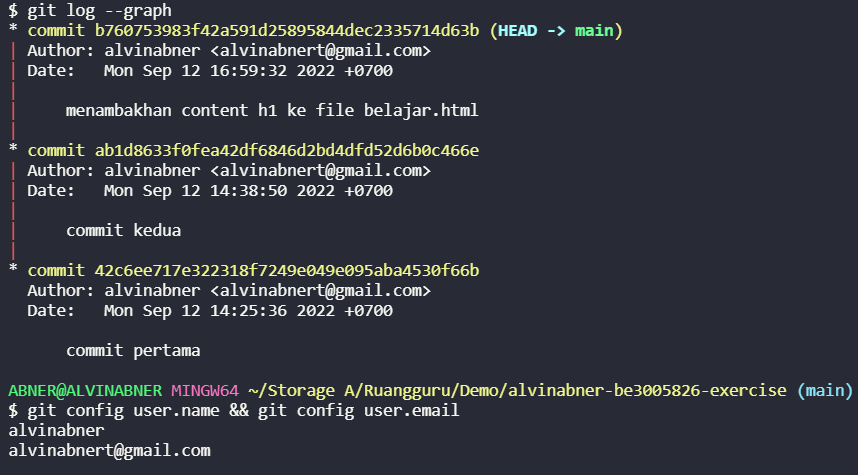 $ git log --graph
* commit b760753983f42a591d25895844dec2335714d63b (HEAD -> main)
| Author: alvinabner <alvinabnert@gmail.com>
| Date:   Mon Sep 12 16:59:32 2022 +0700
|
|     menambakhan content h1 ke file belajar.html
|
* commit ab1d8633f0fea42df6846d2bd4dfd52d6b0c466e
| Author: alvinabner <alvinabnert@gmail.com>
| Date:   Mon Sep 12 14:38:50 2022 +0700
|
|     commit kedua
|
* commit 42c6ee717e322318f7249e049e095aba4530f66b
  Author: alvinabner <alvinabnert@gmail.com>
  Date:   Mon Sep 12 14:25:36 2022 +0700

      commit pertama

ABNER@ALVINABNER MINGW64 ~/Storage A/Ruangguru/Demo/alvinabner-be3005826-exercise (main)
$ git config user.name && git config user.email
alvinabner
alvinabnert@gmail.com